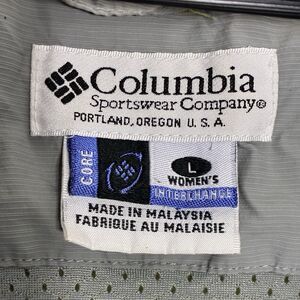 Columbia
Sportswear Company®
PORTLAND, OREGON U. S. A.
CORE
L
WOMEN'S
INTERCHANGE
MADE IN MALAYSIA
FABRIQUE AU MALAISIE